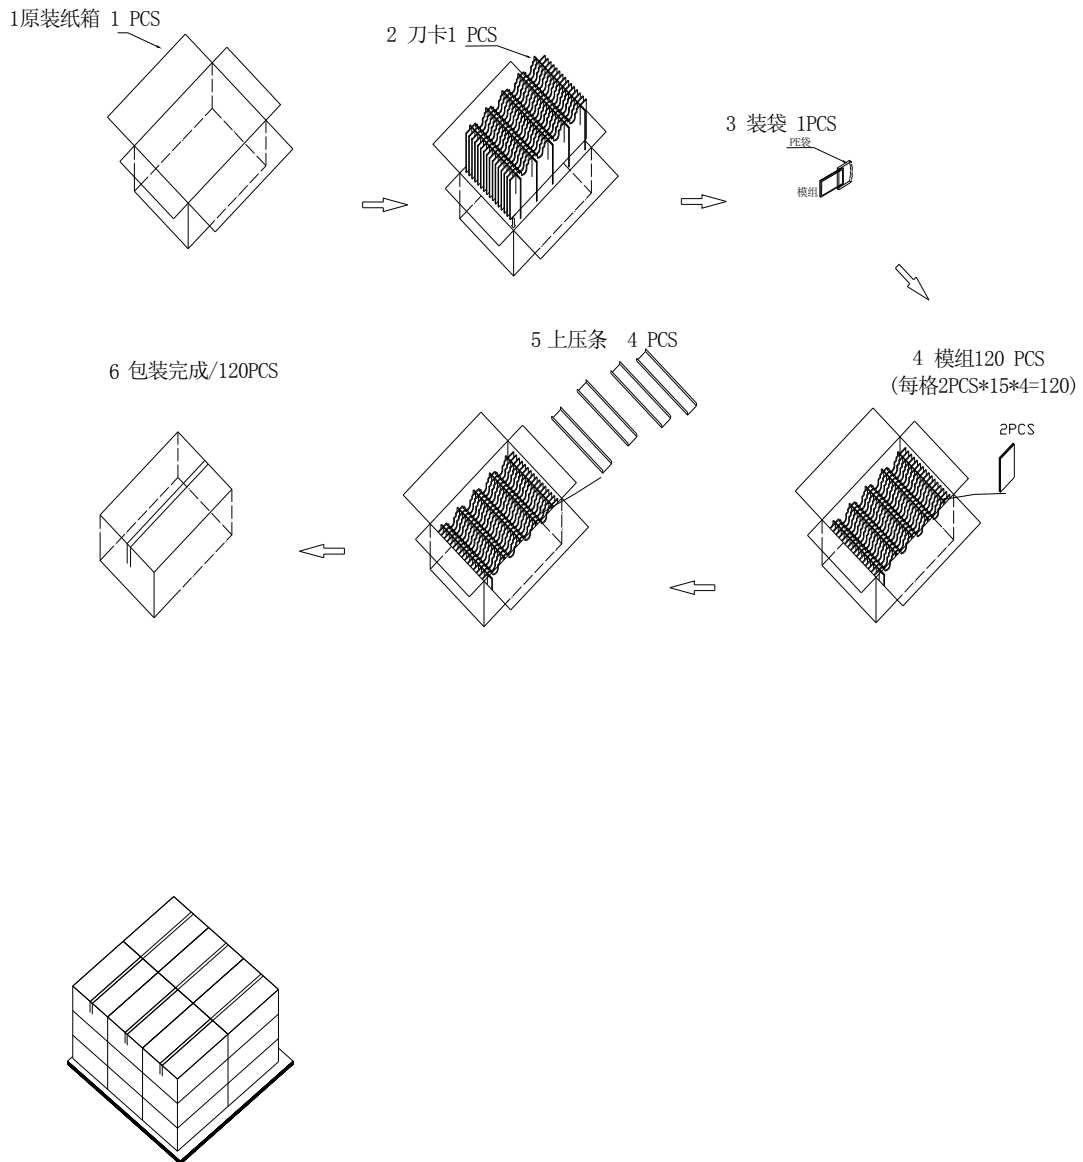 1原装纸箱 1 PCS
2 刀卡1 PCS
3 装袋 1PCS
PE袋
模组
4 模组120 PCS
(每格2PCS*15*4=120)
2PCS
5 上压条 4 PCS
6 包装完成/120PCS